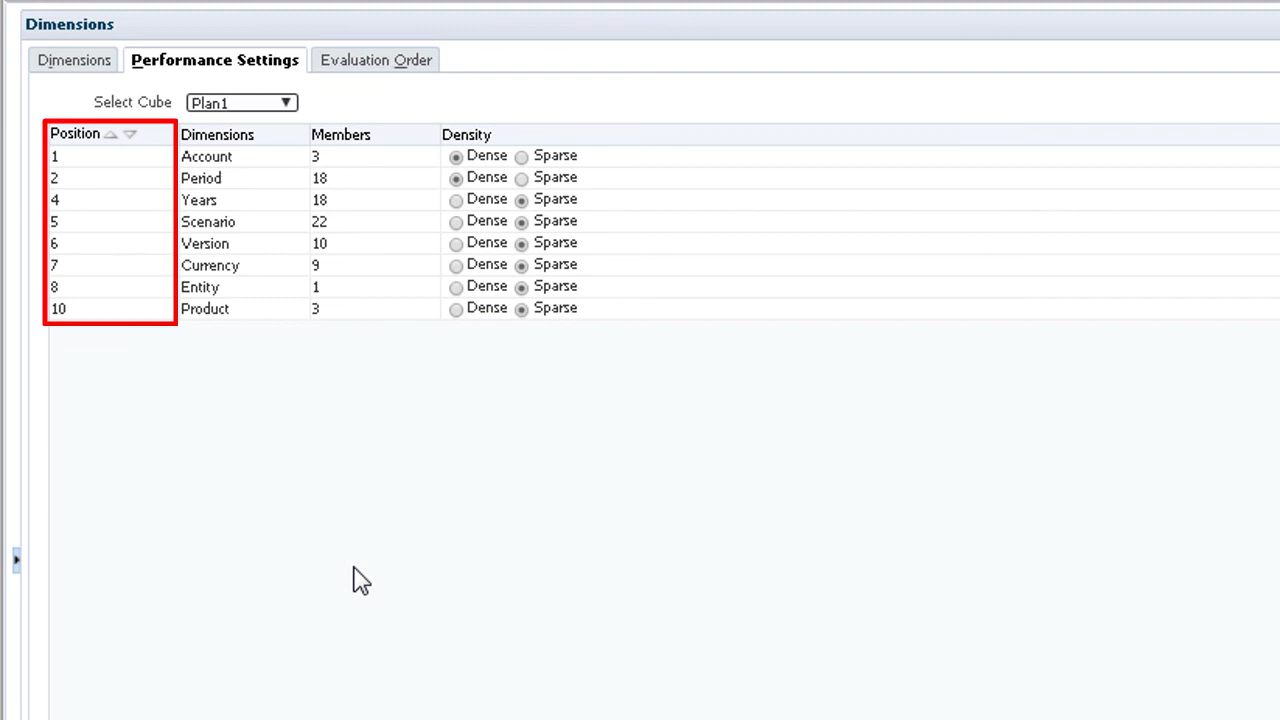 Dimensions
Dimensions Performance Settings Evaluation Order
Select Cube Plan1
Position Dimensions Members Density
1 Account 3 Dense Sparse
2 Period 18 Dense Sparse
4 Years 18 Dense Sparse
5 Scenario 22 Dense Sparse
6 Version 10 Dense Sparse
7 Currency 9 Dense Sparse
8 Entity 1 Dense Sparse
10 Product 3 Dense Sparse